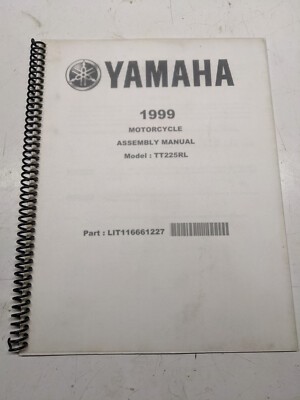 YAMAHA
1999
MOTORCYCLE
ASSEMBLY MANUAL
Model : TT225RL
Part : LIT116661227